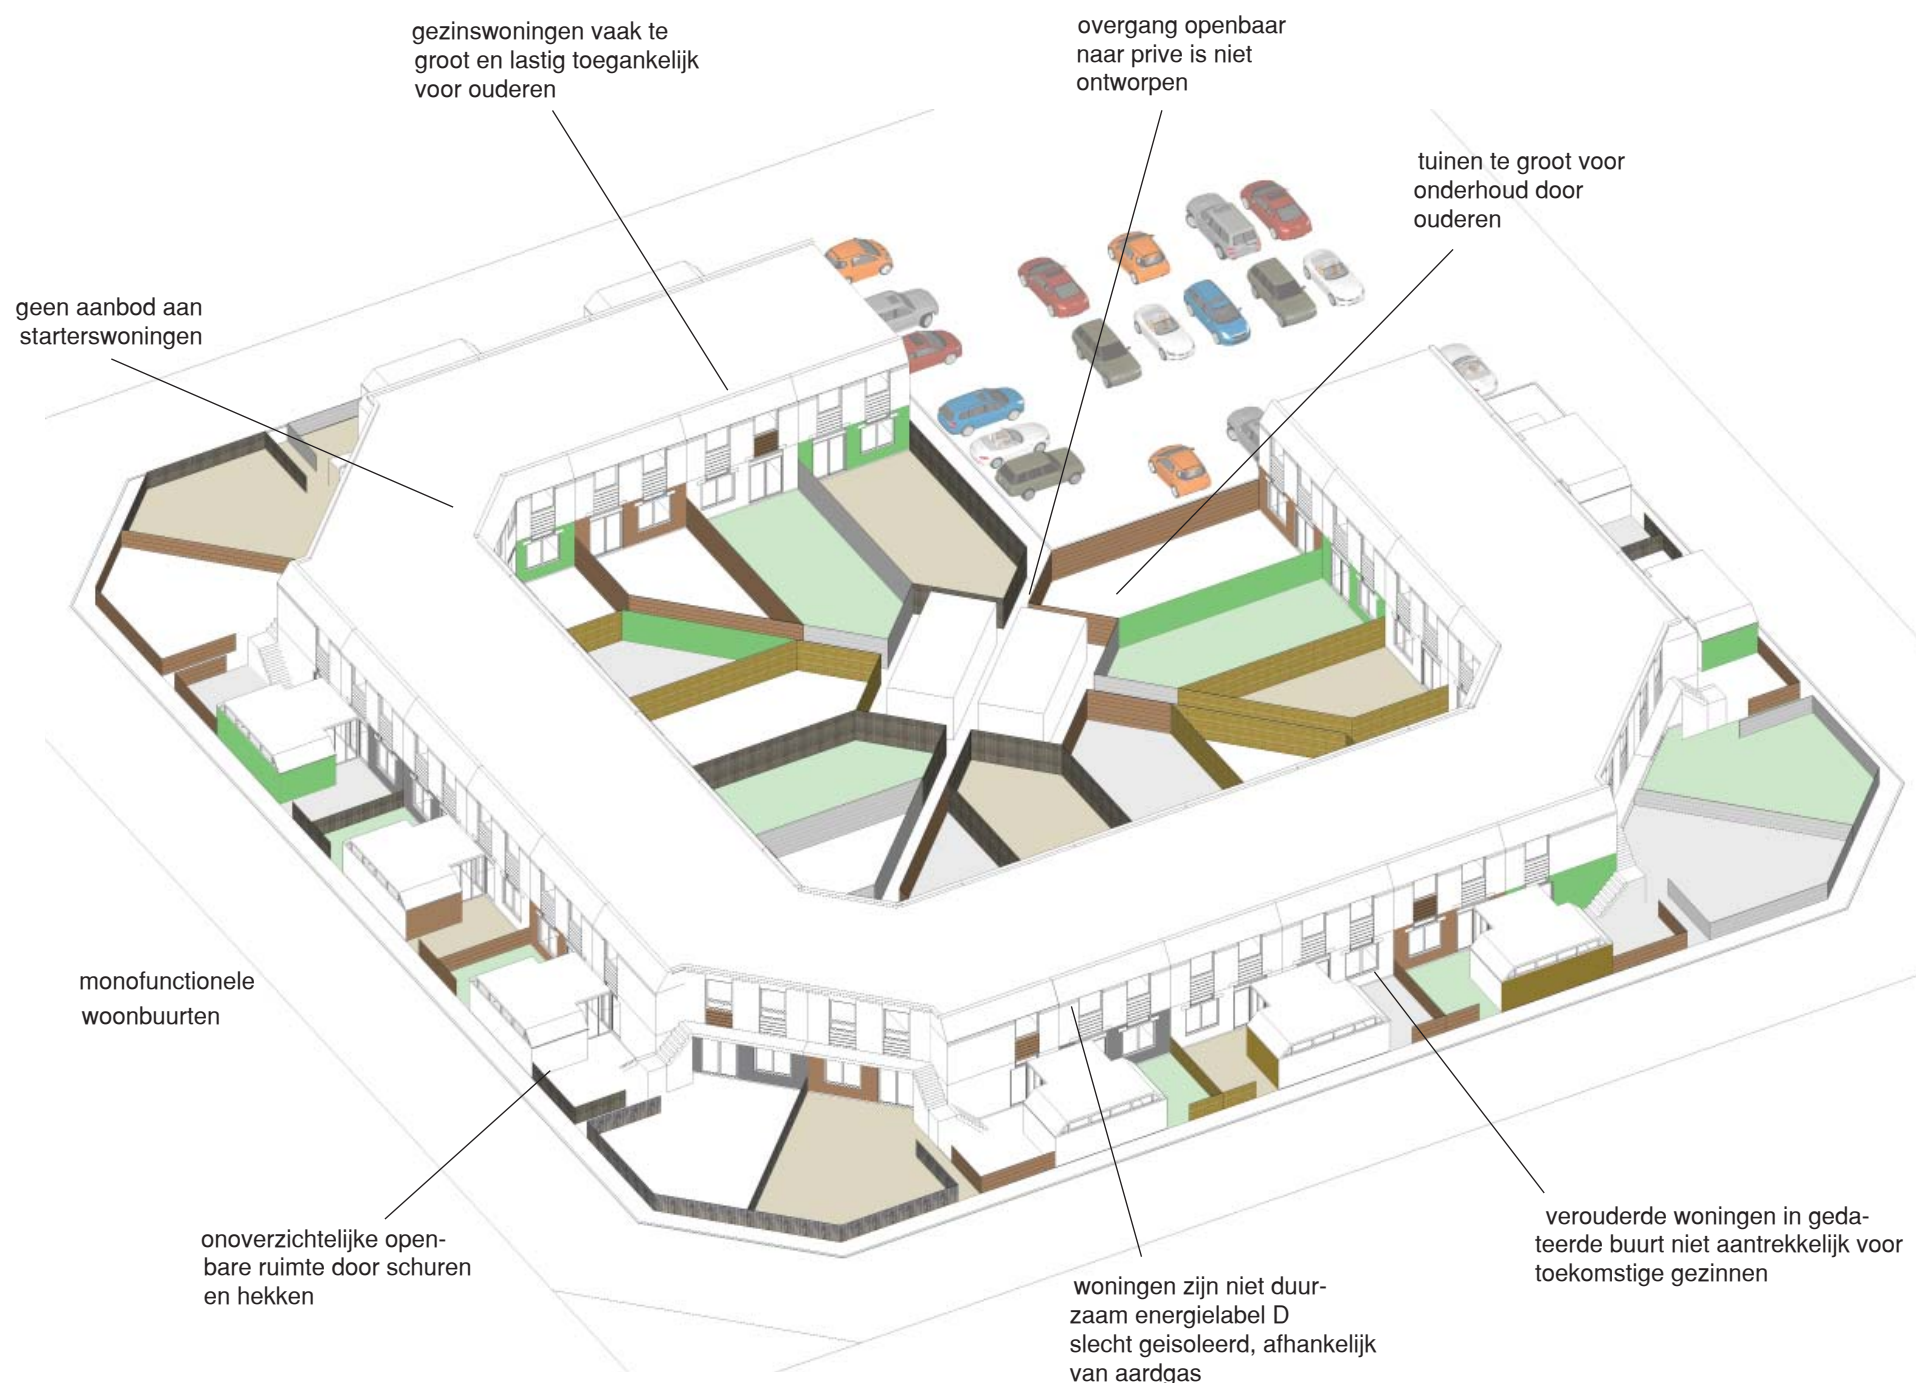 gezinswoningen vaak te
groot en lastig toegankelijk
voor ouderen
overgang openbaar
naar prive is niet
ontworpen
tuinen te groot voor
onderhoud door
ouderen
geen aanbod aan
starterswoningen
monofunctionele
woonbuurten
onoverzichtelijke open-
bare ruimte door schuren
en hekken
woningen zijn niet duur-
zaam energielabel D
slecht geisoleerd, afhankelijk
van aardgas
verouderde woningen in geda-
teerde buurt niet aantrekkelijk voor
toekomstige gezinnen